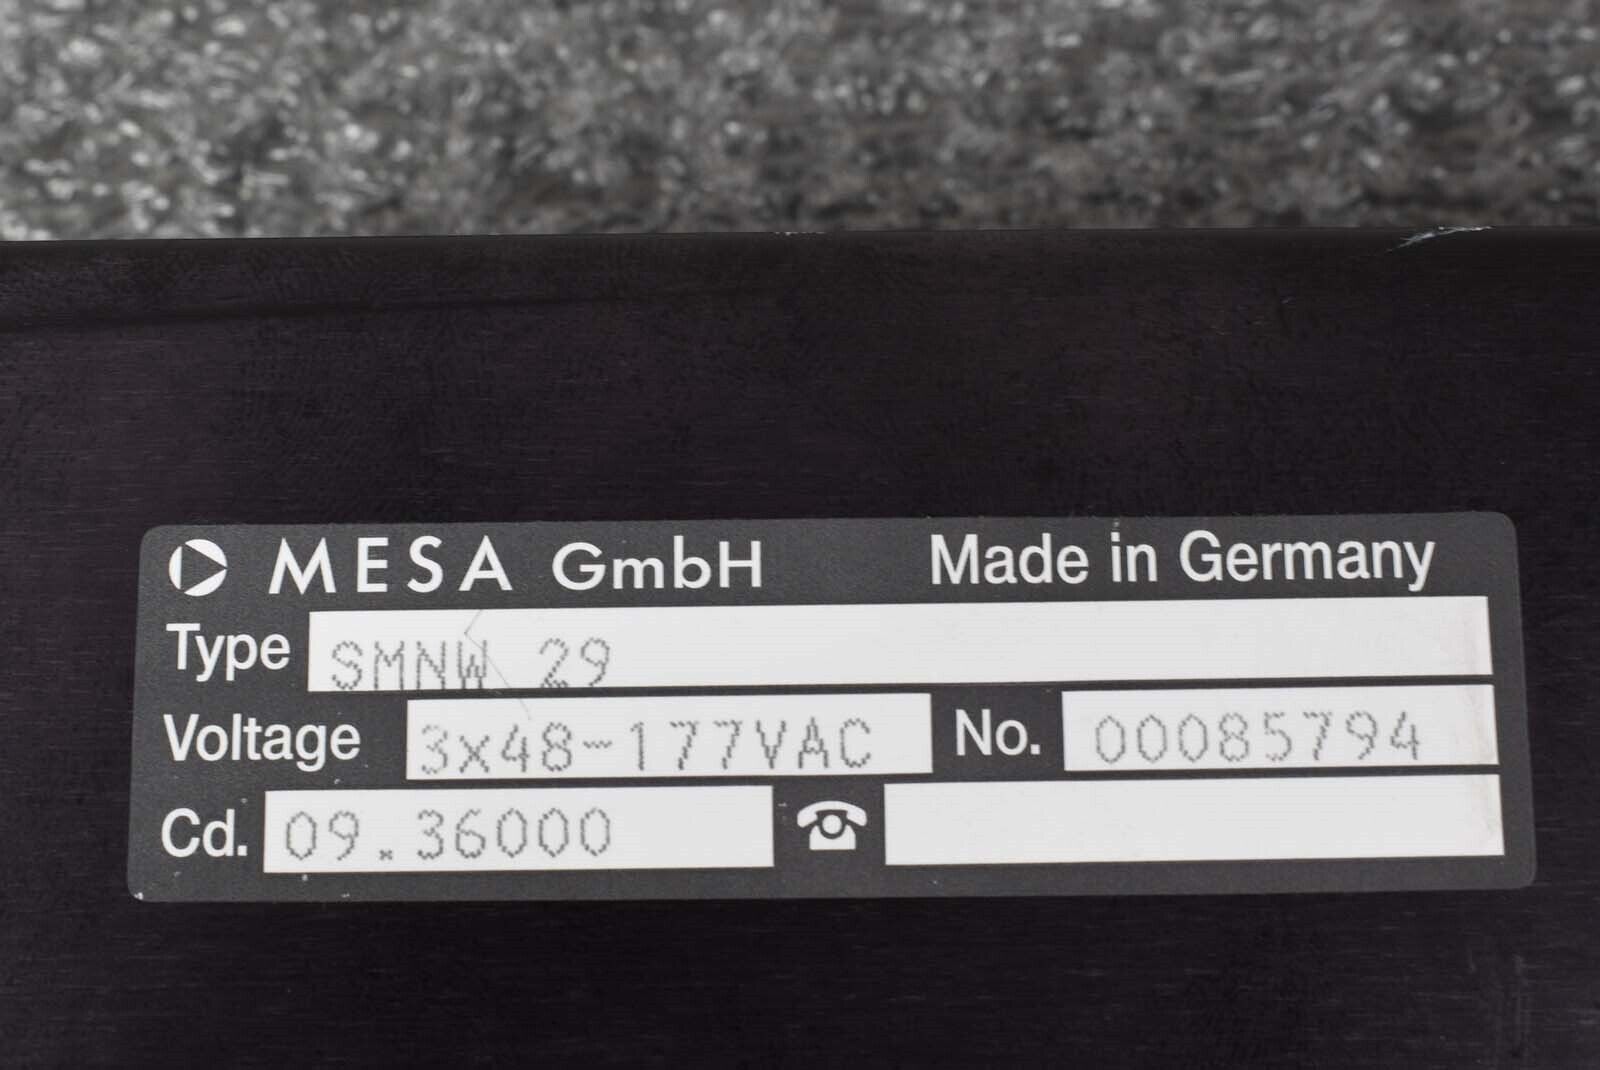 MESA GmbH Made in Germany
Type SMNW 29
Voltage 3x48-177VAC No. 00085794
Cd. 09.36000